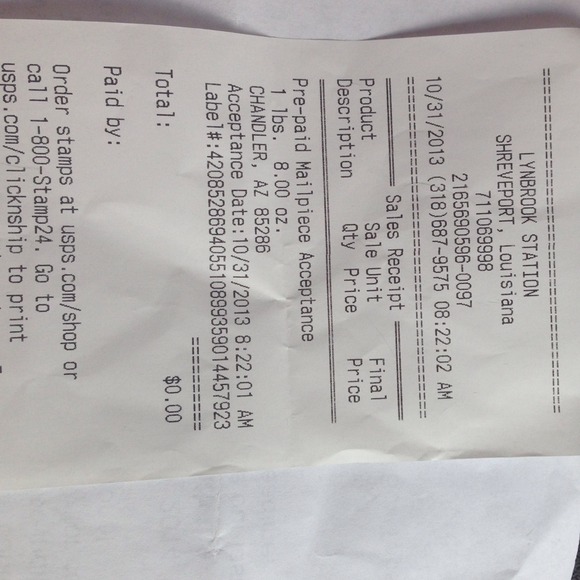 LYNBROOK STATION
SHREVEPORT, Louisiana
711069998
2165690596-0097
10/31/2013 (318)687-9575 08:22:02 AM
Sales Receipt
Product Sale Unit Final
Description Qty Price Price
Pre-paid Mailpiece Acceptance
1 lbs. 8.00 oz.
CHANDLER, AZ 85286
Acceptance Date:10/31/2013 8:22:01 AM
Label#:420852869405510899359014457923
Total: $0.00
Paid by:
Order stamps at usps.com/shop or
call 1-800-Stamp24. Go to
usps.com/clicknship to print